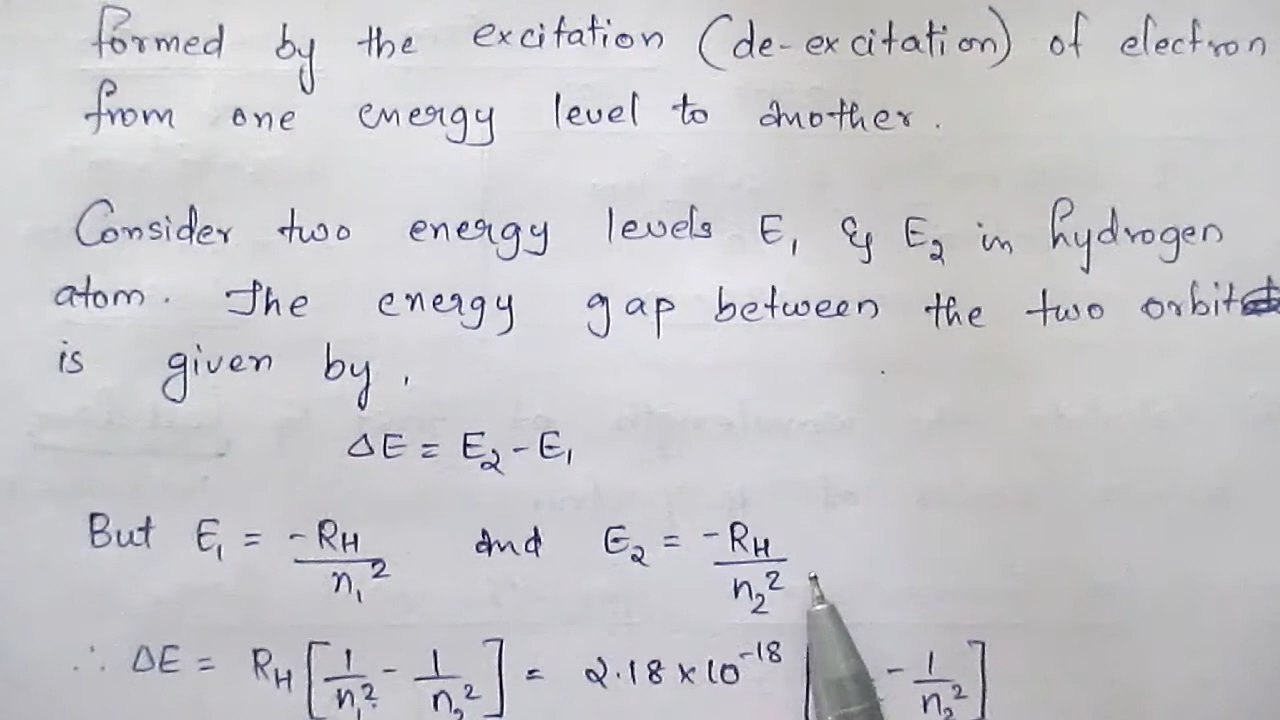 formed by the excitation (de-excitation) of electron
from one energy level to another.
Consider two energy levels E₁ & E₂ in hydrogen
atom. The energy gap between the two orbit
is given by,
ΔE = E₂ - E₁
But E₁ = -RH/n₁² and E₂ = -RH/n₂²
∴ ΔE = RH[1/n₁² - 1/n₂²] = 2.18 × 10⁻¹⁸ [ - 1/n₂²]